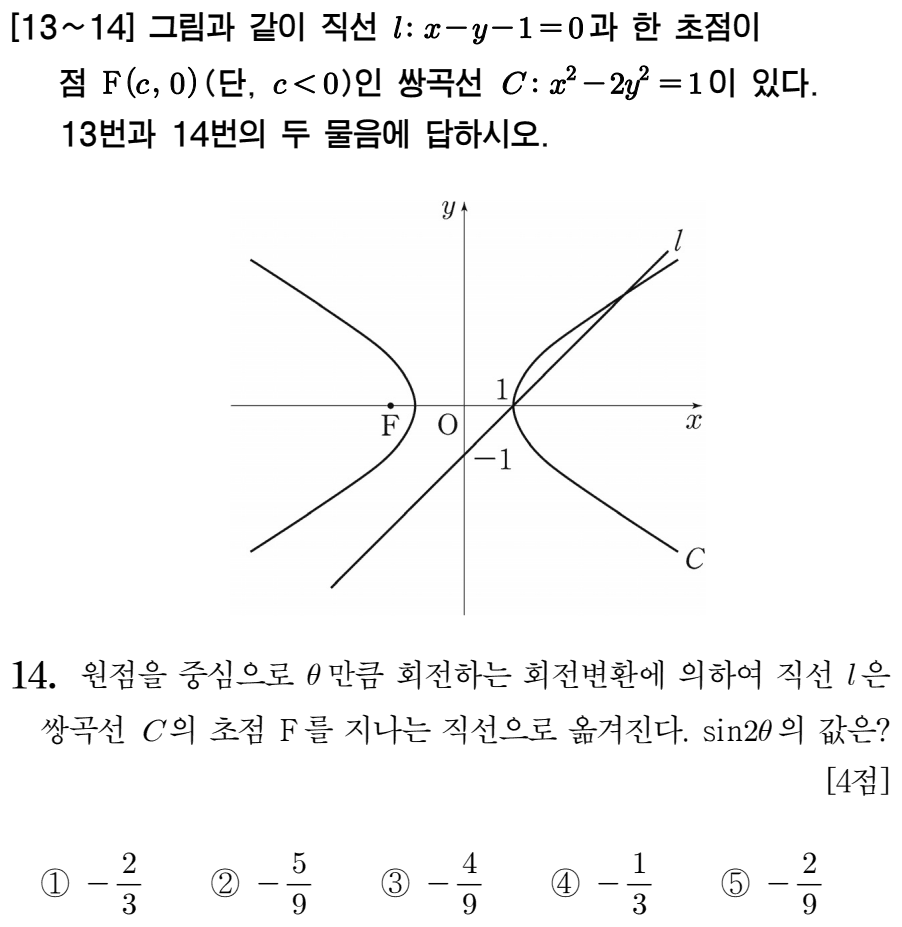 [13~14] 그림과 같이 직선 l: x−y−1=0과 한 초점이
점 F(c, 0)(단, c<0)인 쌍곡선 C: x²−2y²=1이 있다.
13번과 14번의 두 물음에 답하시오.
y
l
1
F
O
x
−1
C
14. 원점을 중심으로 θ만큼 회전하는 회전변환에 의하여 직선 l은
쌍곡선 C의 초점 F를 지나는 직선으로 옮겨진다. sin2θ의 값은?
[4점]
① −2/3 ② −5/9 ③ −4/9 ④ −1/3 ⑤ −2/9